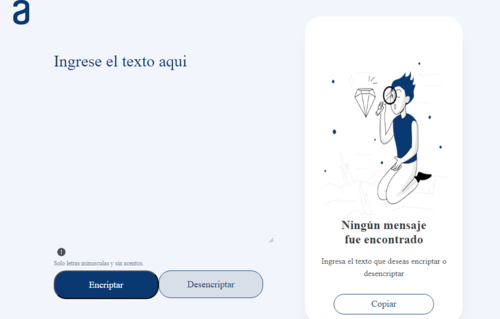 a
Ingrese el texto aqui
Solo letras minusculas y sin acentos.
Encriptar
Desencriptar
Ningún mensaje
fue encontrado
Ingresa el texto que deseas encriptar o
desencriptar
Copiar